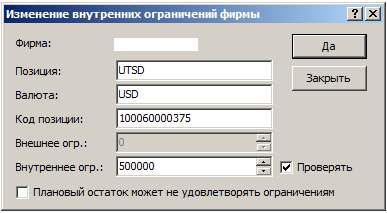 Изменение внутренних ограничений фирмы
Фирма:
Да
Позиция: UTSD
Закрыть
Валюта: USD
Код позиции: 100060000375
Внешнее огр.: 0
Внутреннее огр.: 500000 Проверять
Плановый остаток может не удовлетворять ограничениям